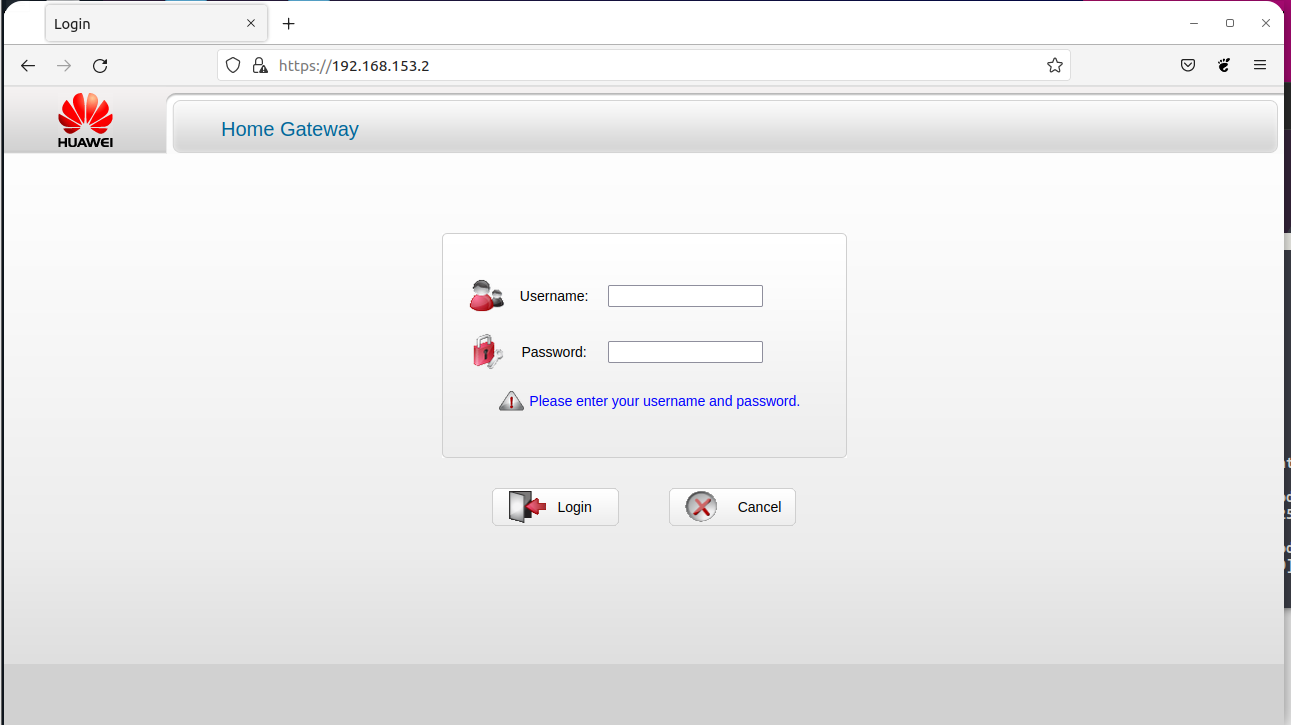 Login
https://192.168.153.2
HUAWEI
Home Gateway
Username:
Password:
Please enter your username and password.
Login
Cancel